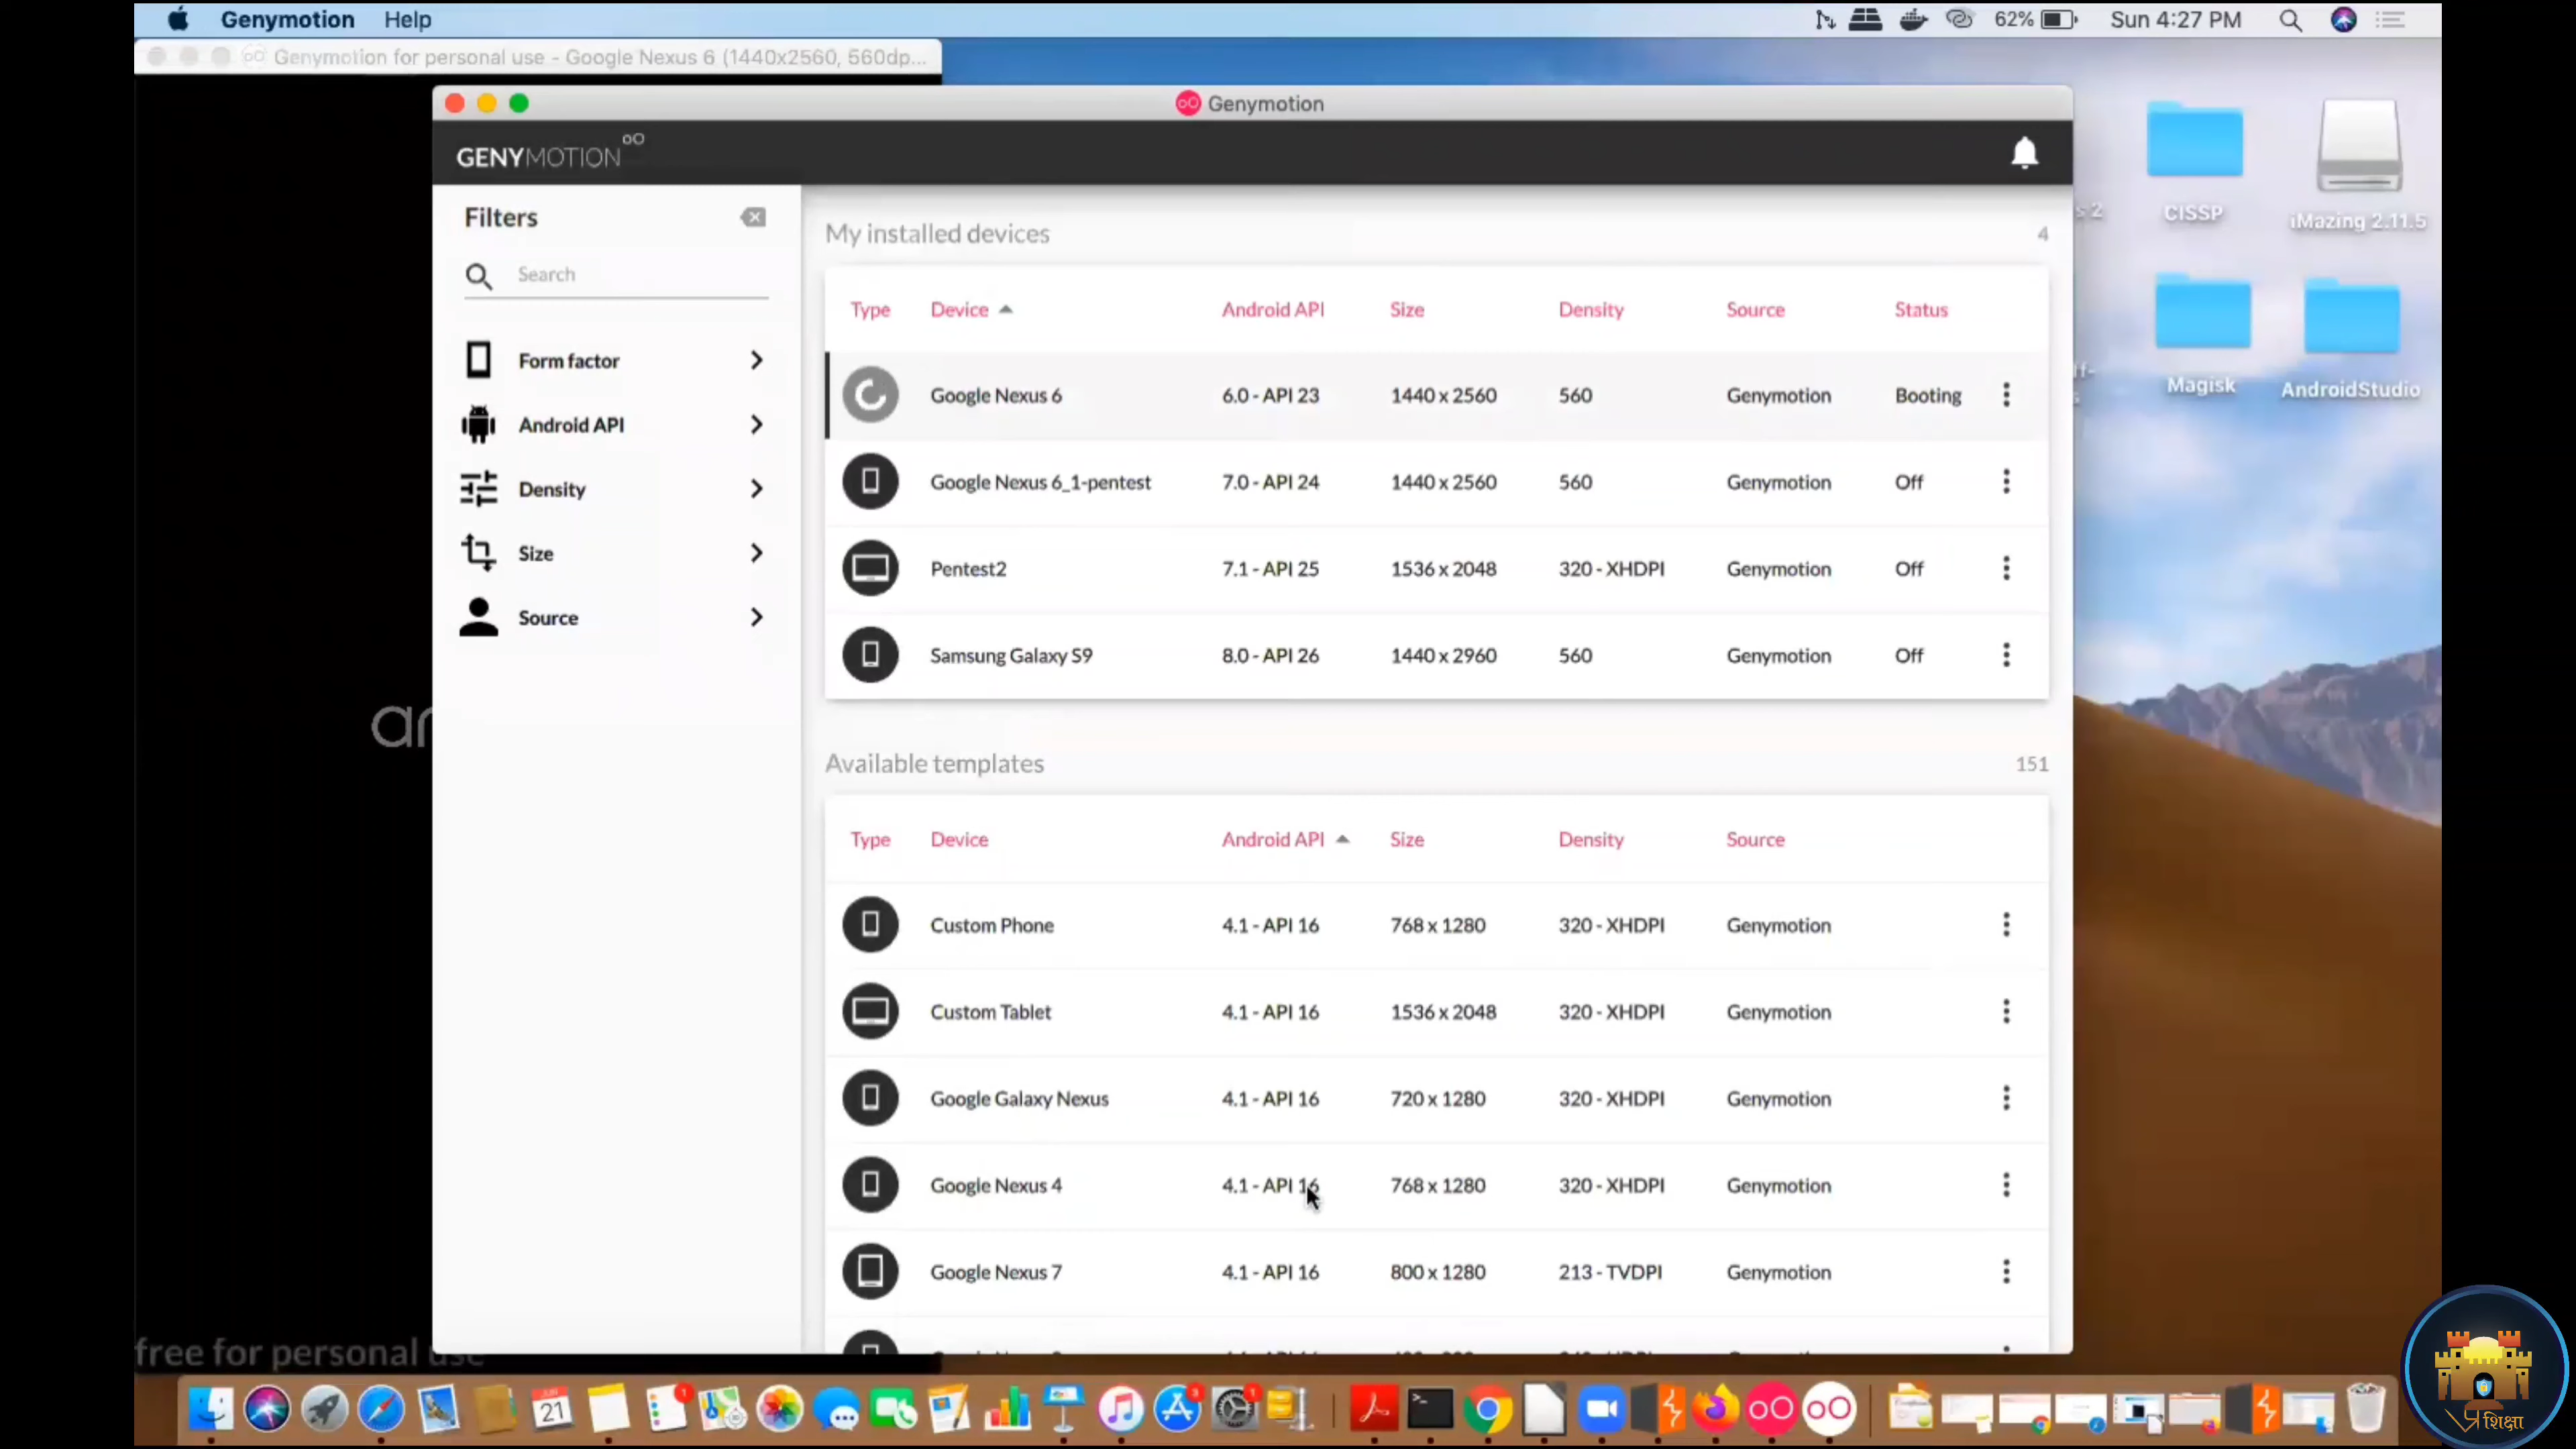 Genymotion Help 62% Sun 4:27 PM
Genymotion for personal use - Google Nexus 6 (1440x2560, 560dp...
Genymotion
GENYMOTION
Filters
Search
Form factor
Android API
Density
Size
Source
My installed devices 4
Type Device Android API Size Density Source Status
Google Nexus 6 6.0 - API 23 1440 x 2560 560 Genymotion Booting
Google Nexus 6_1-pentest 7.0 - API 24 1440 x 2560 560 Genymotion Off
Pentest2 7.1 - API 25 1536 x 2048 320 - XHDPI Genymotion Off
Samsung Galaxy S9 8.0 - API 26 1440 x 2960 560 Genymotion Off
Available templates 151
Type Device Android API Size Density Source
Custom Phone 4.1 - API 16 768 x 1280 320 - XHDPI Genymotion
Custom Tablet 4.1 - API 16 1536 x 2048 320 - XHDPI Genymotion
Google Galaxy Nexus 4.1 - API 16 720 x 1280 320 - XHDPI Genymotion
Google Nexus 4 4.1 - API 16 768 x 1280 320 - XHDPI Genymotion
Google Nexus 7 4.1 - API 16 800 x 1280 213 - TVDPI Genymotion
CISSP
iMazing 2.11.5
Magisk
AndroidStudio
free for personal use
JUN
21
प्रशिक्षा